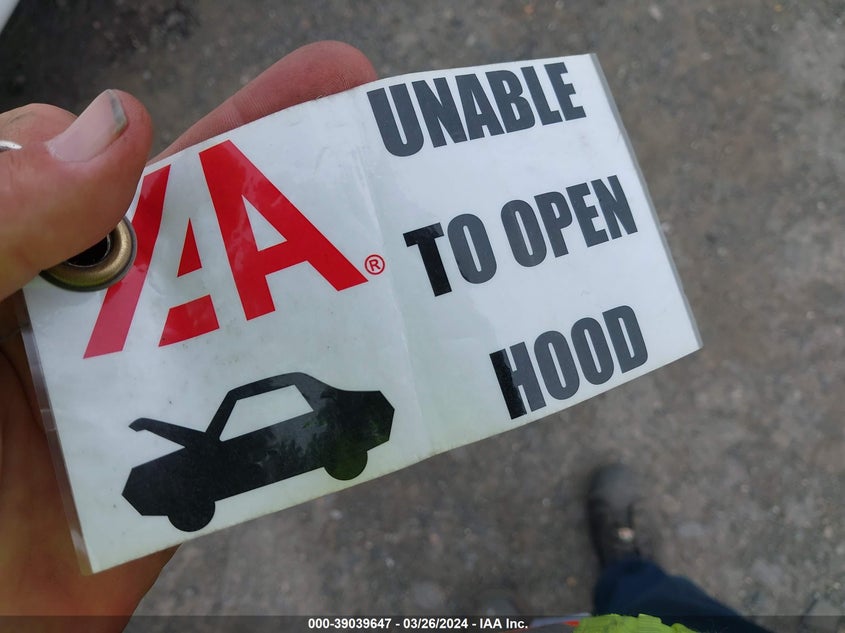 IAA®
UNABLE
TO OPEN
HOOD
000-39039647 / 03/26/2024 - IAA Inc.